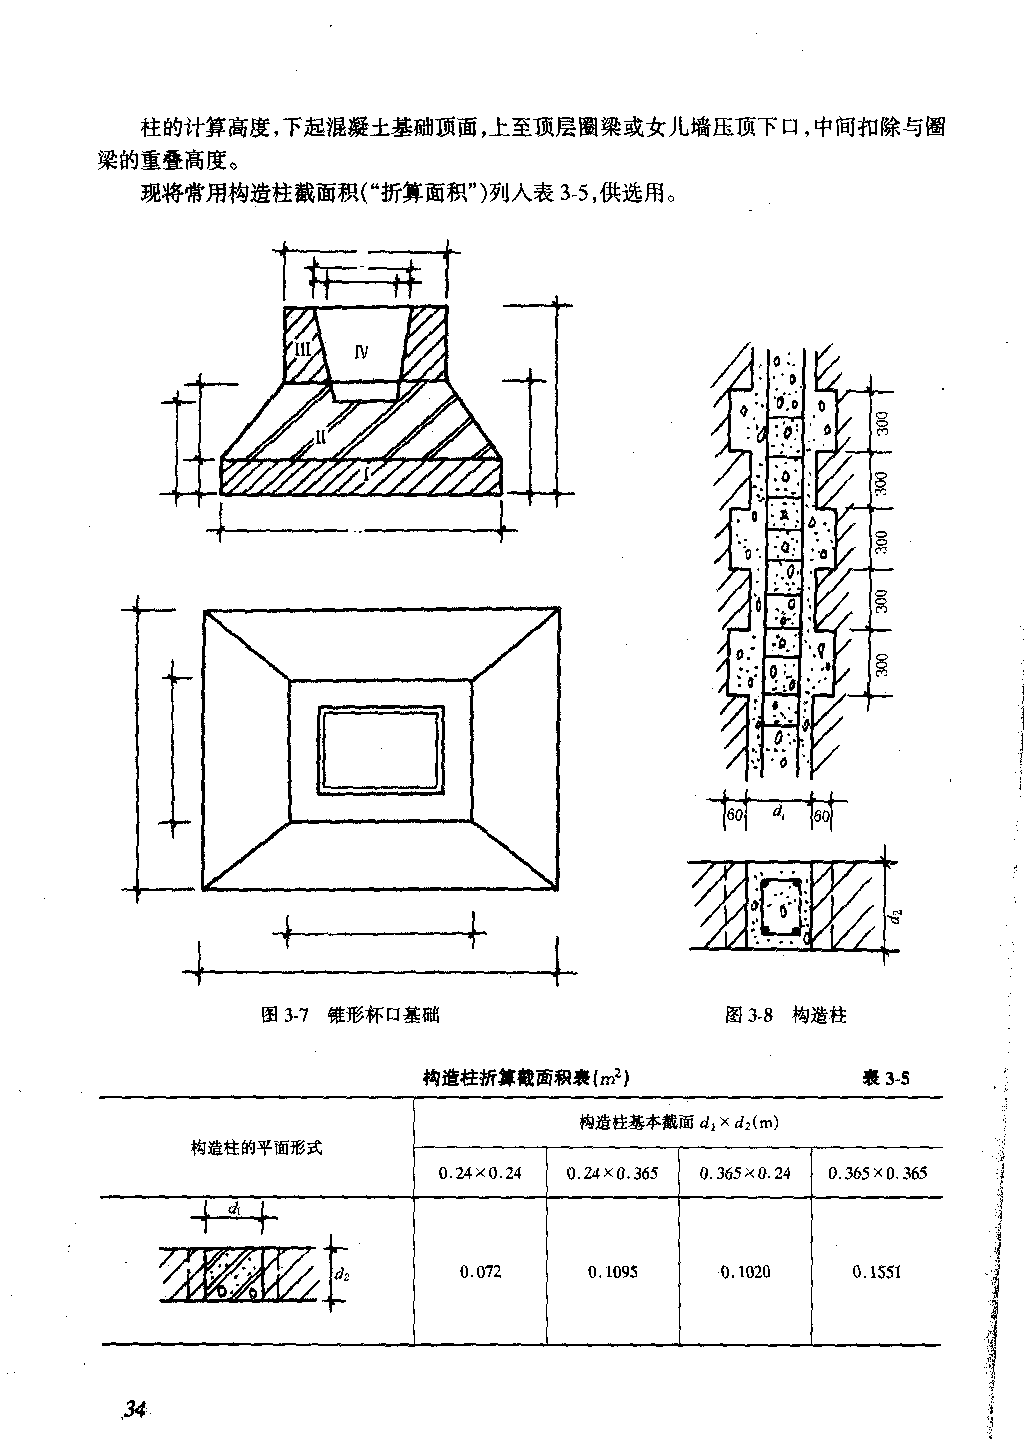 柱的计算高度,下起混凝土基础顶面,上至顶层圈梁或女儿墙压顶下口,中间扣除与圈
梁的重叠高度。
现将常用构造柱截面积(“折算面积”)列入表 3-5,供选用。
III
IV
II
I
300
300
300
300
300
60 d₁ 60
d₂
图 3-7 锥形杯口基础
图 3-8 构造柱
构造柱折算截面积表(m²) 表 3-5
构造柱的平面形式
构造柱基本截面 d₁×d₂(m)
0.24×0.24 0.24×0.365 0.365×0.24 0.365×0.365
d₁
d₂
0.072 0.1095 0.1020 0.1551
34